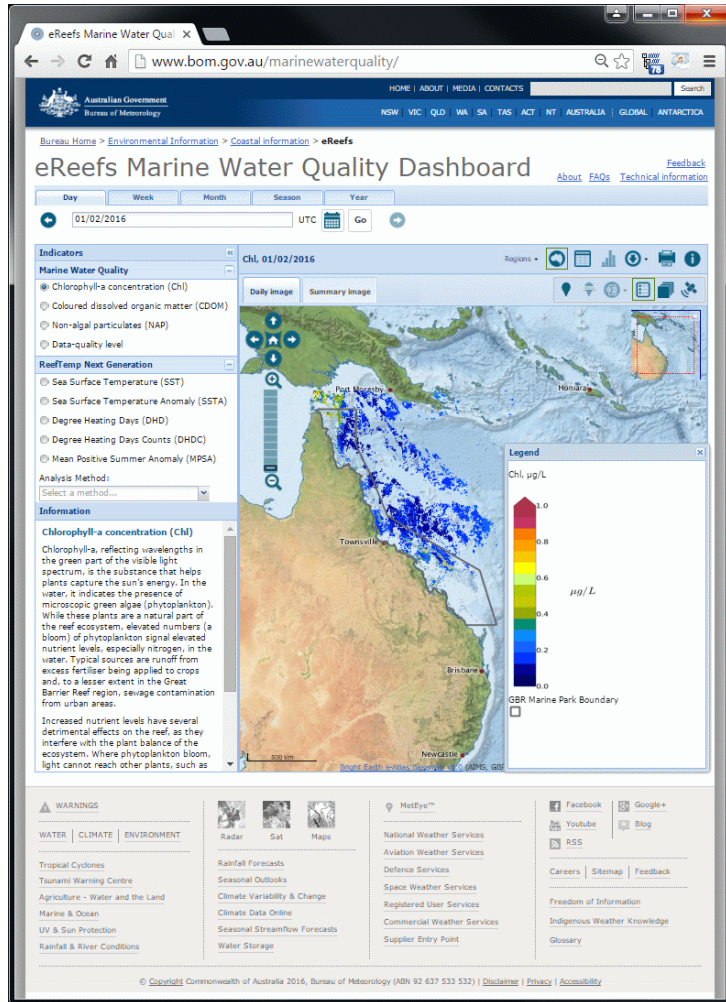 eReefs Marine Water Qual
www.bom.gov.au/marinewaterquality/
78
HOME | ABOUT | MEDIA | CONTACTS
Search
Australian Government
Bureau of Meteorology
NSW | VIC | QLD | WA | SA | TAS | ACT | NT | AUSTRALIA | GLOBAL | ANTARCTICA
Bureau Home > Environmental Information > Coastal information > eReefs
eReefs Marine Water Quality Dashboard
Feedback
About FAQs Technical information
Day Week Month Season Year
01/02/2016 UTC Go
Indicators
Marine Water Quality
Chlorophyll-a concentration (Chl)
Coloured dissolved organic matter (CDOM)
Non-algal particulates (NAP)
Data-quality level
ReefTemp Next Generation
Sea Surface Temperature (SST)
Sea Surface Temperature Anomaly (SSTA)
Degree Heating Days (DHD)
Degree Heating Days Counts (DHDC)
Mean Positive Summer Anomaly (MPSA)
Analysis Method:
Select a method...
Information
Chlorophyll-a concentration (Chl)
Chlorophyll-a, reflecting wavelengths in
the green part of the visible light
spectrum, is the substance that helps
plants capture the sun's energy. In the
water, it indicates the presence of
microscopic green algae (phytoplankton).
While these plants are a natural part of
the reef ecosystem, elevated numbers (a
bloom) of phytoplankton signal elevated
nutrient levels, especially nitrogen, in the
water. Typical sources are runoff from
excess fertiliser being applied to crops
and, to a lesser extent in the Great
Barrier Reef region, sewage contamination
from urban areas.
Increased nutrient levels have several
detrimental effects on the reef, as they
interfere with the plant balance of the
ecosystem. Where phytoplankton bloom,
light cannot reach other plants, such as
Chl, 01/02/2016
Regions
Daily image Summary image
Port Moresby
Honiara
Townsville
Brisbane
Newcastle
500 km
Bright Earth e-Atlas Basemap v1.0 (AIMS, GBR
Legend
Chl, µg/L
1.0
0.8
0.6
µg/L
0.4
0.2
0.0
GBR Marine Park Boundary
WARNINGS
WATER | CLIMATE | ENVIRONMENT
Tropical Cyclones
Tsunami Warning Centre
Agriculture - Water and the Land
Marine & Ocean
UV & Sun Protection
Rainfall & River Conditions
Radar Sat Maps
Rainfall Forecasts
Seasonal Outlooks
Climate Variability & Change
Climate Data Online
Seasonal Streamflow Forecasts
Water Storage
MetEye™
National Weather Services
Aviation Weather Services
Defence Services
Space Weather Services
Registered User Services
Commercial Weather Services
Supplier Entry Point
Facebook Google+
Youtube Blog
RSS
Careers | Sitemap | Feedback
Freedom of Information
Indigenous Weather Knowledge
Glossary
© Copyright Commonwealth of Australia 2016, Bureau of Meteorology (ABN 92 637 533 532) | Disclaimer | Privacy | Accessibility